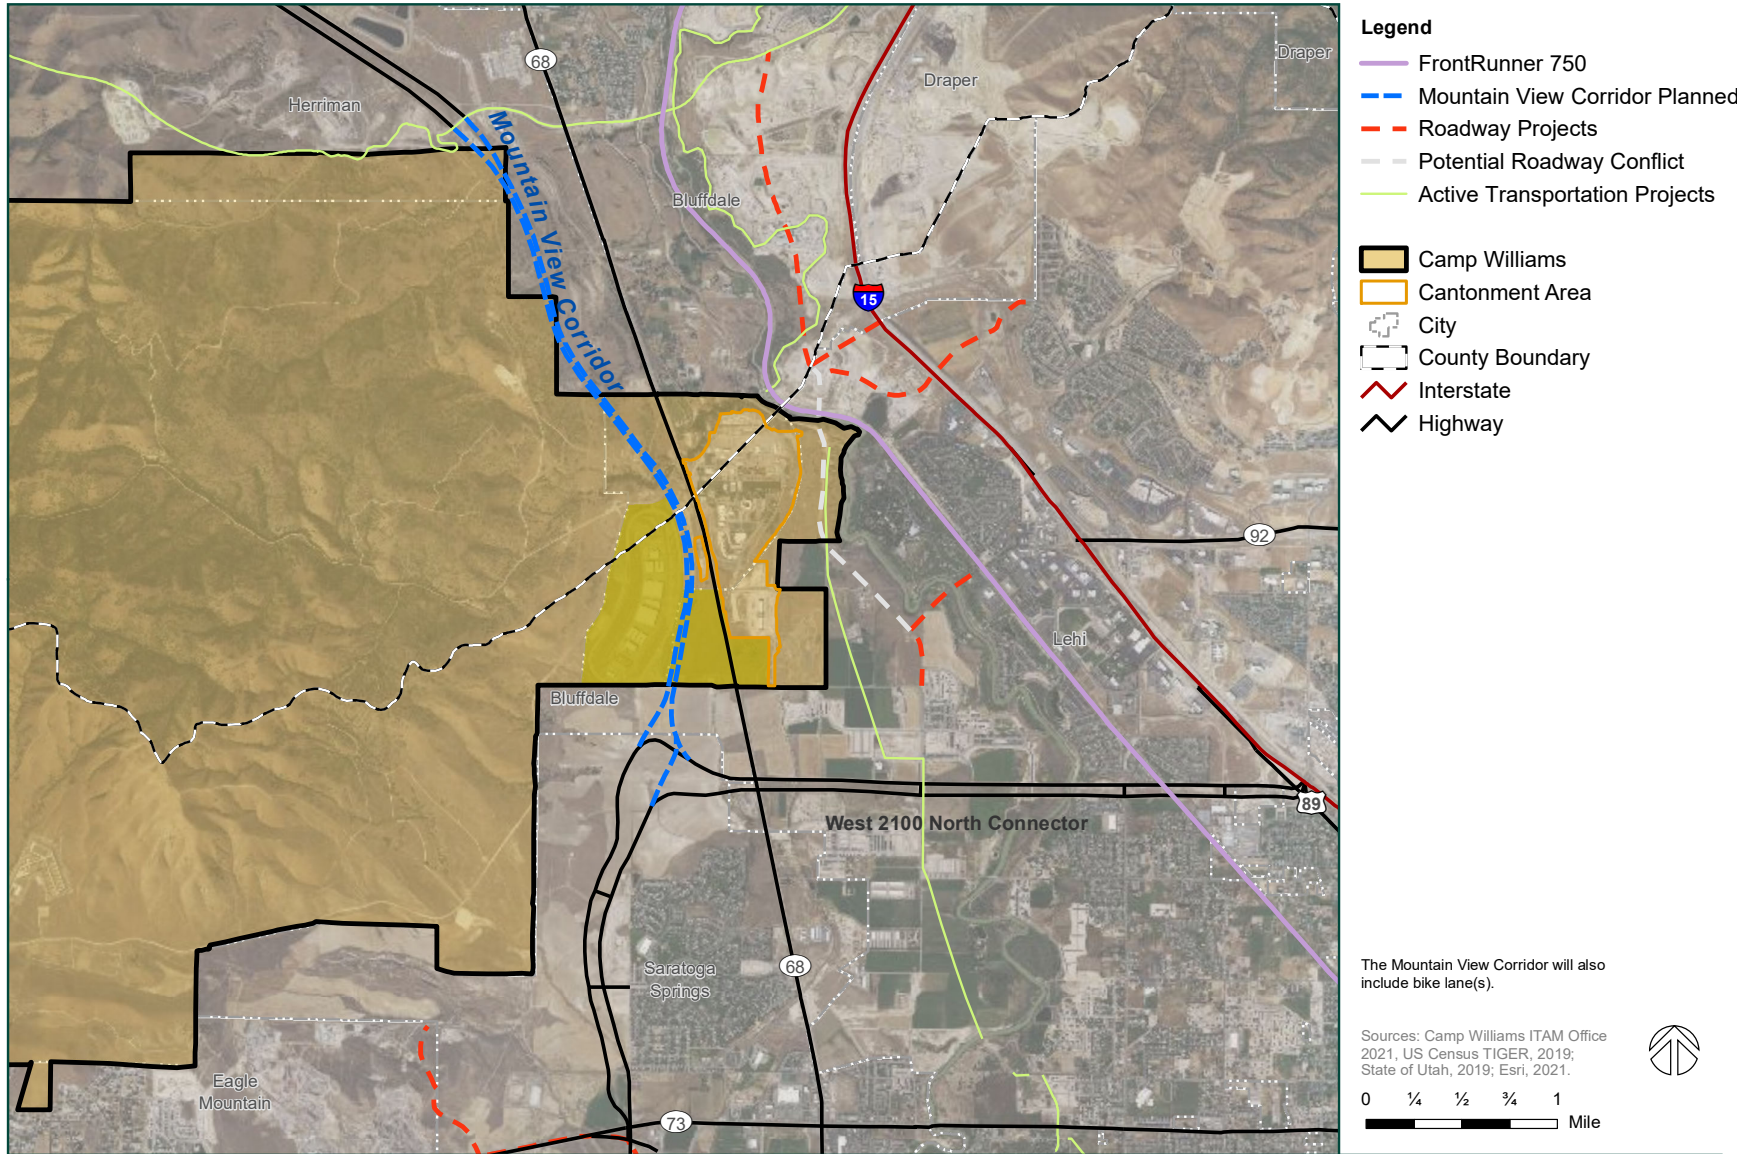 68
Herriman
Draper
Draper
Mountain View Corridor
Bluffdale
15
92
Lehi
Bluffdale
89
West 2100 North Connector
Saratoga
Springs
68
Eagle
Mountain
73
Legend
FrontRunner 750
Mountain View Corridor Planned
Roadway Projects
Potential Roadway Conflict
Active Transportation Projects
Camp Williams
Cantonment Area
City
County Boundary
Interstate
Highway
The Mountain View Corridor will also
include bike lane(s).
Sources: Camp Williams ITAM Office
2021, US Census TIGER, 2019;
State of Utah, 2019; Esri, 2021.
0 ¼ ½ ¾ 1
Mile